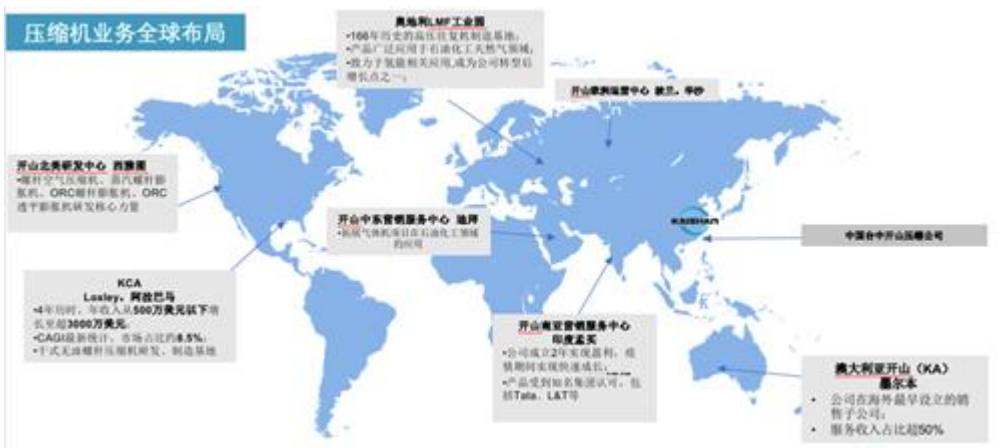 压缩机业务全球布局
奥地利LMF工业园
•166年历史的高压往复机制造基地；
•产品广泛应用于石油化工天然气领域；
•致力于氢能相关应用,成为公司转型后
增长点之一；
开山欧洲运营中心 波兰，华沙
开山北美研发中心 西雅图
•螺杆空气压缩机、蒸汽螺杆膨
胀机、ORC螺杆膨胀机、ORC
透平膨胀机研发核心力量
KAISHAN
开山中东营销服务中心 迪拜
•拓展气体机项目在石油化工领域
的应用
中国台中开山压缩公司
KCA
Loxley，阿拉巴马
•4年历时，年收入从500万美元以下增
长至超3000万美元；
•CAGI最新统计，市场占比约8.5%；
•干式无油螺杆压缩机研发、制造基地
开山南亚营销服务中心
印度孟买
•公司成立2年实现盈利，疫
情期间实现快速成长，
•产品受到知名集团认可，包
括Tata、L&T等
澳大利亚开山（KA）
墨尔本
• 公司在海外最早设立的销
售子公司；
• 服务收入占比超50%